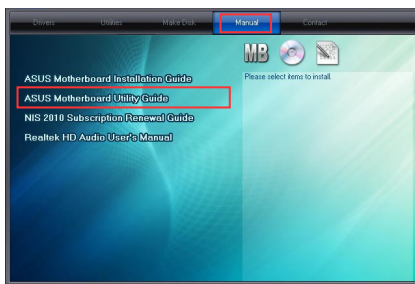 Drivers Utilities Make Disk Manual Contact
MB
Please select items to install.
ASUS Motherboard Installation Guide
ASUS Motherboard Utility Guide
NIS 2010 Subscription Renewal Guide
Realtek HD Audio User's Manual